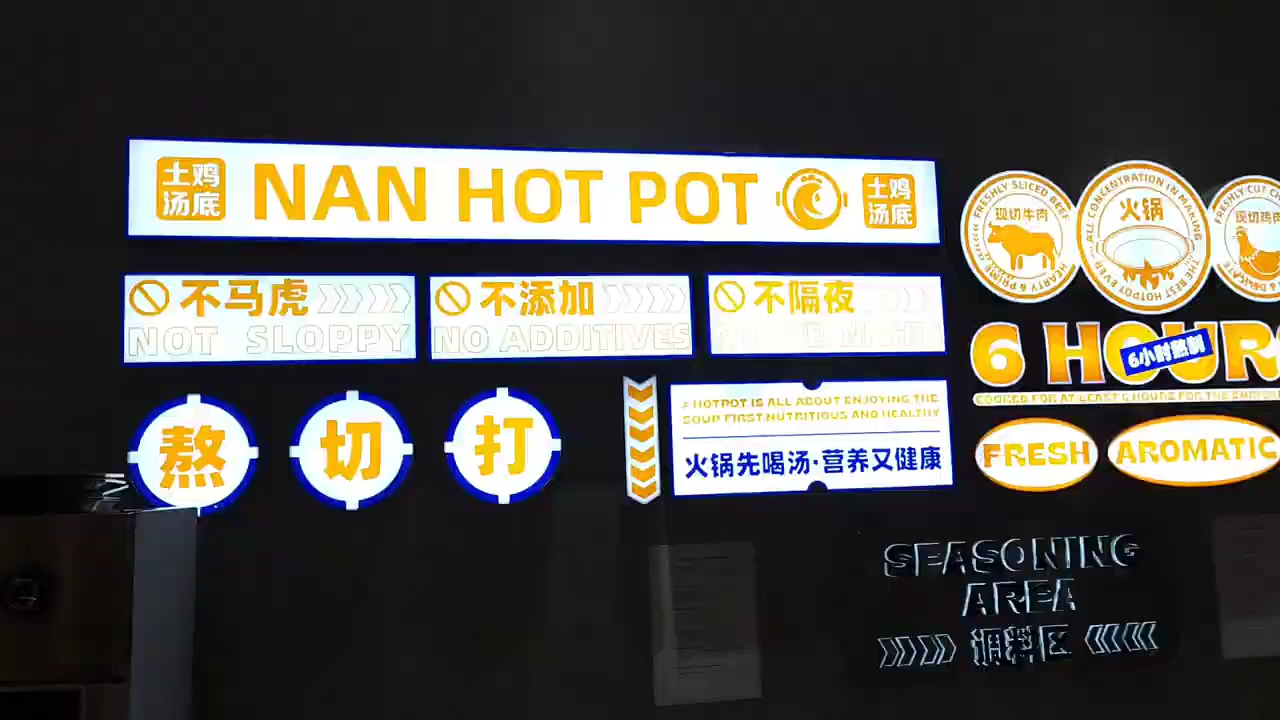 土鸡
汤底
NAN HOT POT
土鸡
汤底
不马虎
NOT SLOPPY
不添加
NO ADDITIVES
不隔夜
熬
切
打
A HOTPOT IS ALL ABOUT ENJOYING THE
SOUP FIRST.NUTRITIOUS AND HEALTHY
火锅先喝汤·营养又健康
FRESHLY SLICED BEEF
现切牛肉
ALL CONCENTRATION IN MAKING
火锅
THE BEST HOTPOT EVER
FRESHLY CUT
现切鸡肉
6 HOUR
6小时熬制
COOKED FOR AT LEAST 6 HOURS FOR THE
FRESH
AROMATIC
SEASONING
AREA
调料区